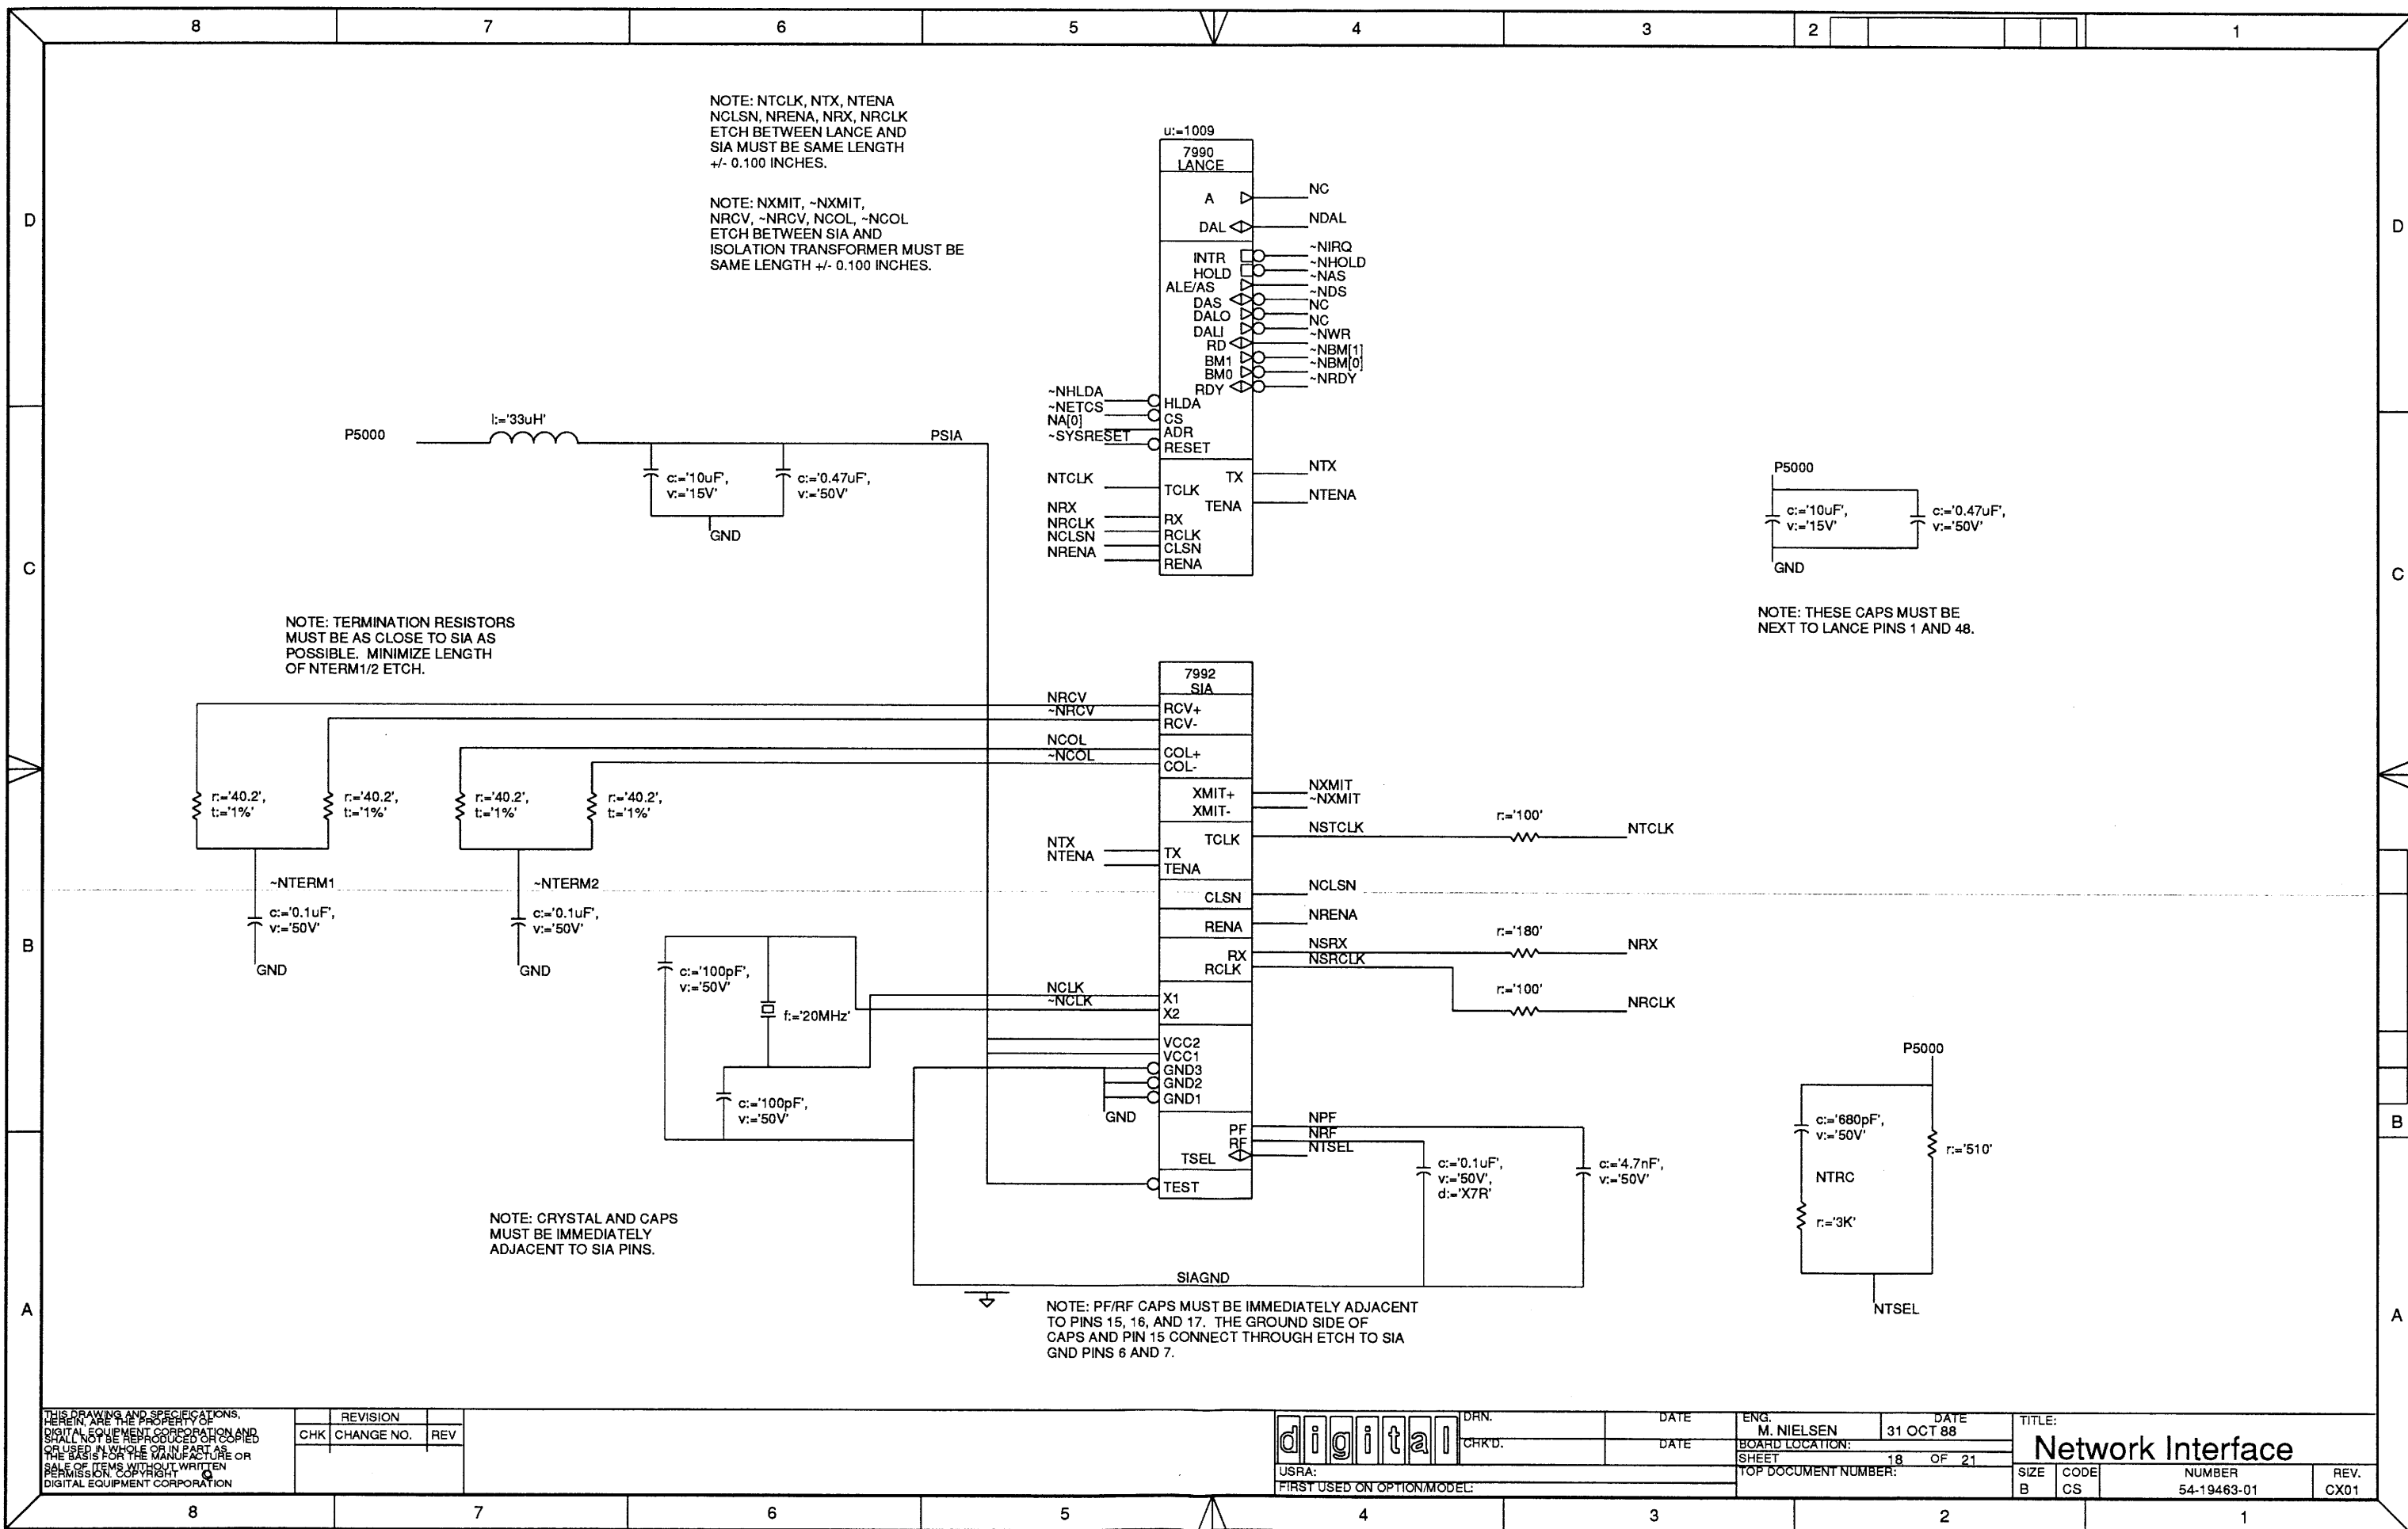 8 7 6 5 4 3 2 1
NOTE: NTCLK, NTX, NTENA
NCLSN, NRENA, NRX, NRCLK
ETCH BETWEEN LANCE AND
SIA MUST BE SAME LENGTH
+/- 0.100 INCHES.
NOTE: NXMIT, ~NXMIT,
NRCV, ~NRCV, NCOL, ~NCOL
ETCH BETWEEN SIA AND
ISOLATION TRANSFORMER MUST BE
SAME LENGTH +/- 0.100 INCHES.
u:=1009
7990
LANCE
A NC
DAL NDAL
INTR ~NIRQ
HOLD ~NHOLD
ALE/AS ~NAS
DAS ~NDS
DALO NC
DALI NC
RD ~NWR
BM1 ~NBM[1]
BM0 ~NBM[0]
RDY ~NRDY
~NHLDA HLDA
~NETCS CS
NA[0] ADR
~SYSRESET RESET
TX NTX
NTCLK TCLK
TENA NTENA
NRX RX
NRCLK RCLK
NCLSN CLSN
NRENA RENA
D D
P5000
l:='33uH'
PSIA
c:='10uF',
v:='15V'
c:='0.47uF',
v:='50V'
GND
P5000
c:='10uF',
v:='15V'
c:='0.47uF',
v:='50V'
GND
C C
NOTE: THESE CAPS MUST BE
NEXT TO LANCE PINS 1 AND 48.
NOTE: TERMINATION RESISTORS
MUST BE AS CLOSE TO SIA AS
POSSIBLE. MINIMIZE LENGTH
OF NTERM1/2 ETCH.
7992
SIA
NRCV RCV+
~NRCV RCV-
NCOL COL+
~NCOL COL-
XMIT+ NXMIT
XMIT- ~NXMIT
TCLK NSTCLK r:='100' NTCLK
NTX TX
NTENA TENA
CLSN NCLSN
RENA NRENA
RX NSRX r:='180' NRX
RCLK NSRCLK r:='100' NRCLK
NCLK X1
~NCLK X2
VCC2
VCC1
GND3
GND2
GND1
GND
PF NPF
RF NRF
TSEL NTSEL
TEST
r:='40.2',
t:='1%'
r:='40.2',
t:='1%'
r:='40.2',
t:='1%'
r:='40.2',
t:='1%'
~NTERM1
c:='0.1uF',
v:='50V'
GND
~NTERM2
c:='0.1uF',
v:='50V'
GND
B B
c:='100pF',
v:='50V'
f:='20MHz'
c:='100pF',
v:='50V'
c:='0.1uF',
v:='50V',
d:='X7R'
c:='4.7nF',
v:='50V'
P5000
c:='680pF',
v:='50V'
r:='510'
NTRC
r:='3K'
NTSEL
NOTE: CRYSTAL AND CAPS
MUST BE IMMEDIATELY
ADJACENT TO SIA PINS.
SIAGND
A A
NOTE: PF/RF CAPS MUST BE IMMEDIATELY ADJACENT
TO PINS 15, 16, AND 17. THE GROUND SIDE OF
CAPS AND PIN 15 CONNECT THROUGH ETCH TO SIA
GND PINS 6 AND 7.
THIS DRAWING AND SPECIFICATIONS,
HEREIN, ARE THE PROPERTY OF
DIGITAL EQUIPMENT CORPORATION AND
SHALL NOT BE REPRODUCED OR COPIED
OR USED IN WHOLE OR IN PART AS
THE BASIS FOR THE MANUFACTURE OR
SALE OF ITEMS WITHOUT WRITTEN
PERMISSION. COPYRIGHT ©
DIGITAL EQUIPMENT CORPORATION
REVISION
CHK CHANGE NO. REV
digital
DRN. DATE
CHK'D. DATE
USRA:
FIRST USED ON OPTION/MODEL:
ENG. DATE
M. NIELSEN 31 OCT 88
BOARD LOCATION:
SHEET 18 OF 21
TOP DOCUMENT NUMBER:
TITLE:
Network Interface
SIZE CODE NUMBER REV.
B CS 54-19463-01 CX01
8 7 6 5 4 3 2 1